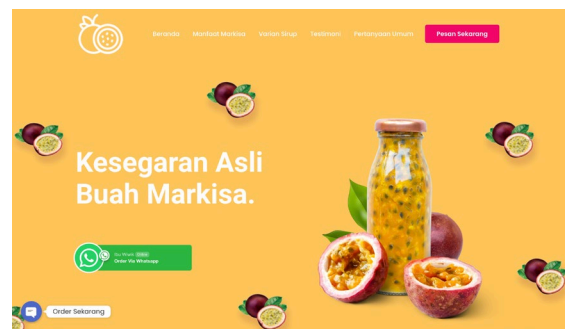 Beranda Manfaat Markisa Varian Sirup Testimoni Pertanyaan Umum Pesan Sekarang
Kesegaran Asli
Buah Markisa.
Order Via Whatsapp
Order Sekarang